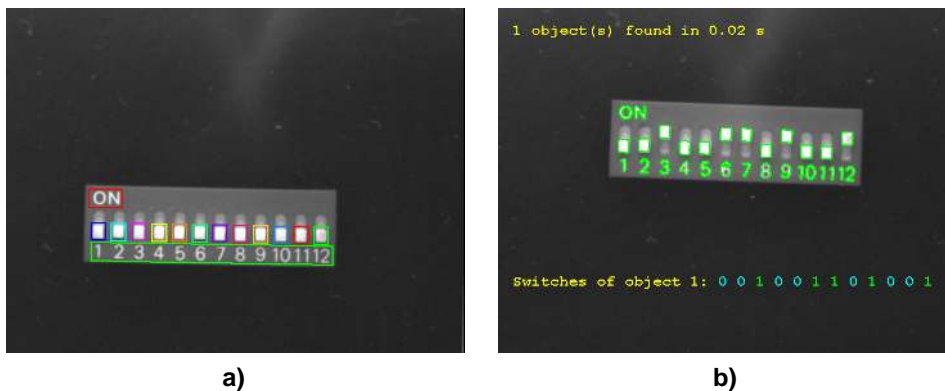 ON
1 2 3 4 5 6 7 8 9 10 11 12
a)
1 object(s) found in 0.02 s
ON
1 2 3 4 5 6 7 8 9 10 11 12
Switches of object 1: 0 0 1 0 0 1 1 0 1 0 0 1
b)